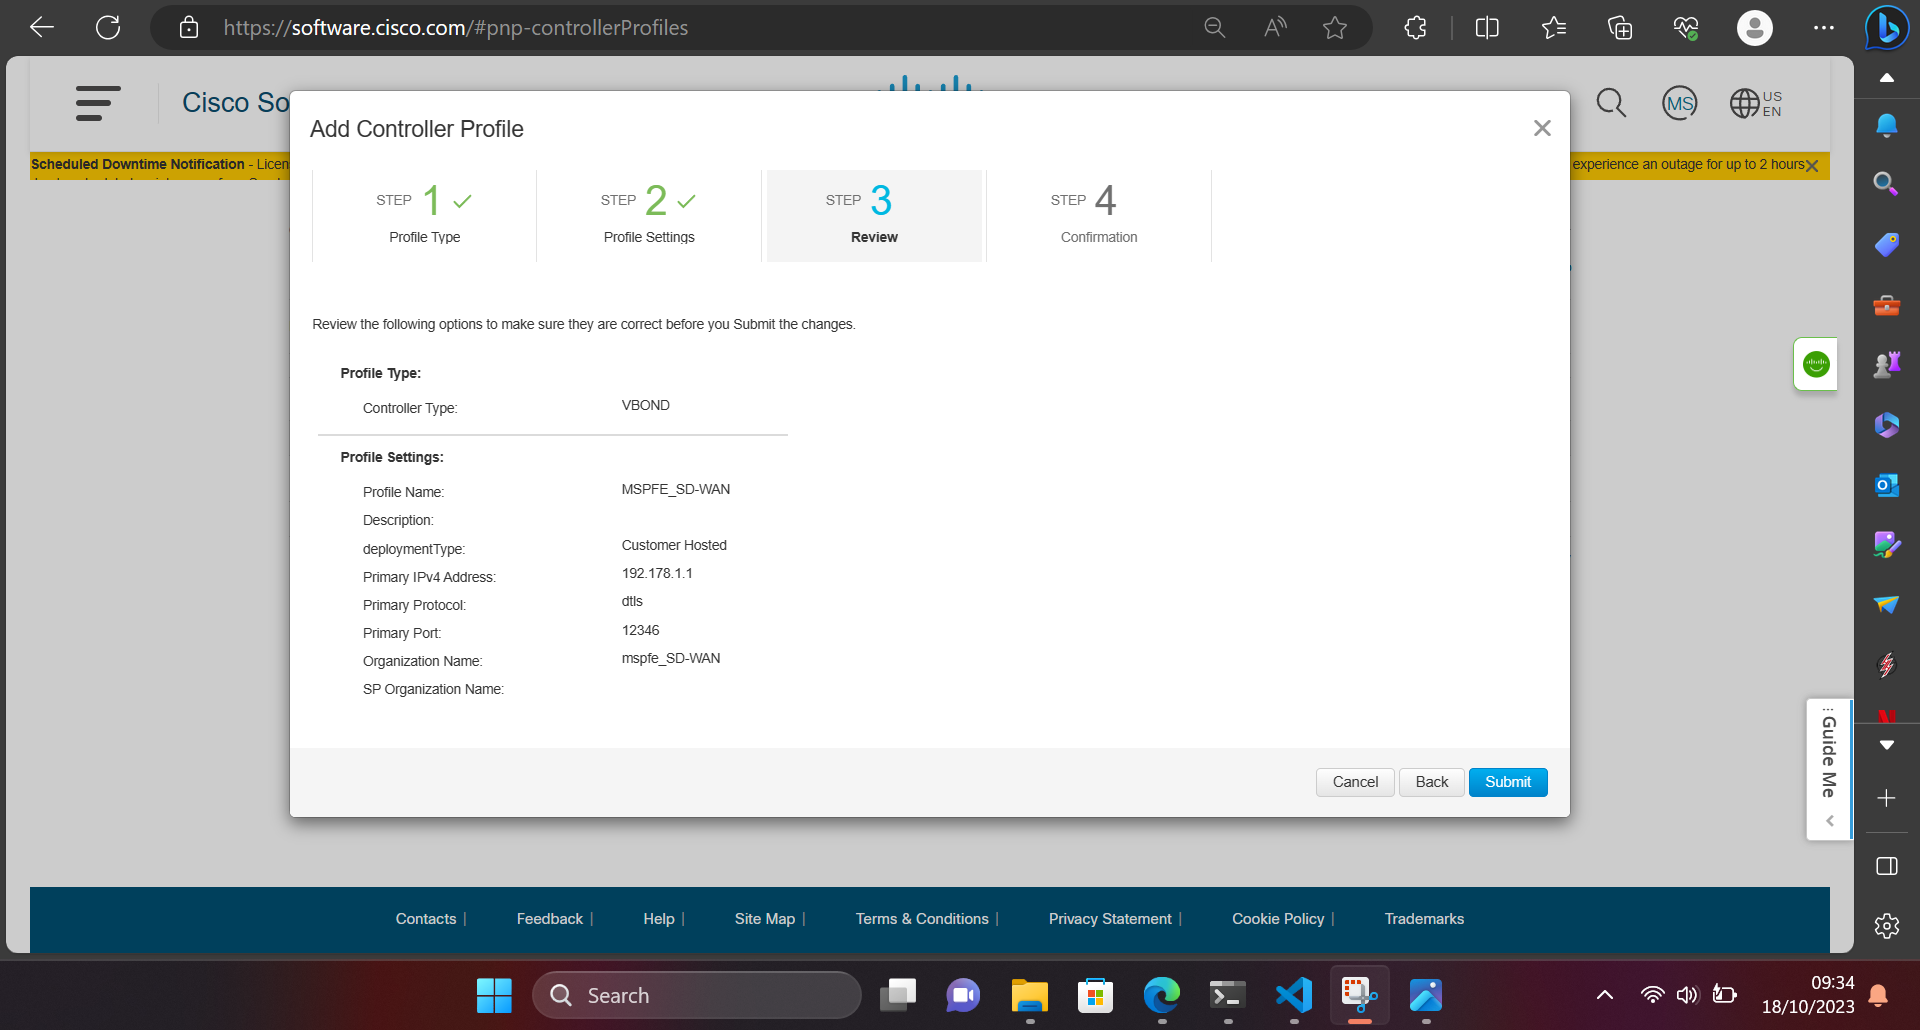 https://software.cisco.com/#pnp-controllerProfiles
Cisco So
MS
US
EN
Scheduled Downtime Notification - Licen
experience an outage for up to 2 hours
Add Controller Profile
STEP 1
Profile Type
STEP 2
Profile Settings
STEP 3
Review
STEP 4
Confirmation
Review the following options to make sure they are correct before you Submit the changes.
Profile Type:
Controller Type: VBOND
Profile Settings:
Profile Name: MSPFE_SD-WAN
Description:
deploymentType: Customer Hosted
Primary IPv4 Address: 192.178.1.1
Primary Protocol: dtls
Primary Port: 12346
Organization Name: mspfe_SD-WAN
SP Organization Name:
Cancel Back Submit
Guide Me
Contacts | Feedback | Help | Site Map | Terms & Conditions | Privacy Statement | Cookie Policy | Trademarks
Search
09:34
18/10/2023